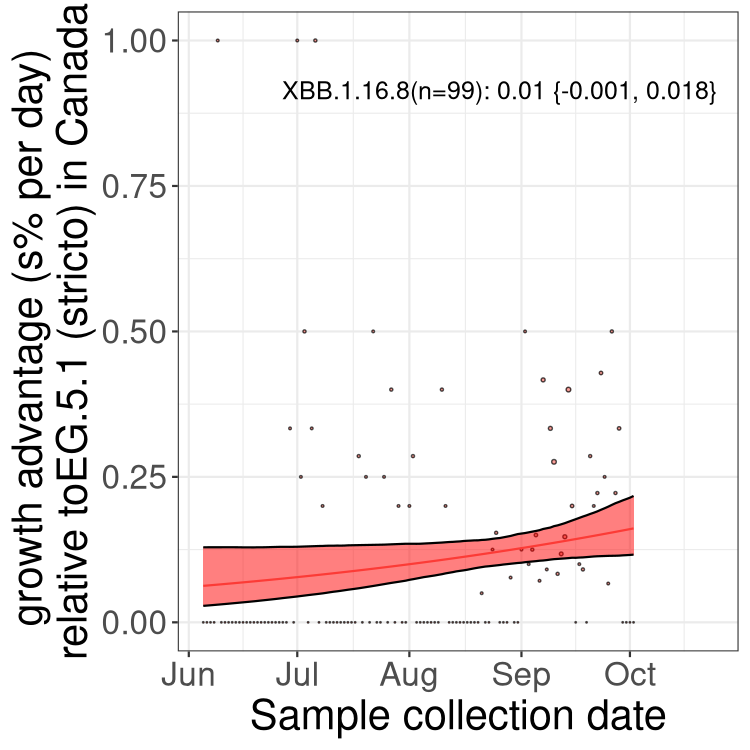 growth advantage (s% per day)
relative toEG.5.1 (stricto) in Canada
1.00
0.75
0.50
0.25
0.00
XBB.1.16.8(n=99): 0.01 {-0.001, 0.018}
Jun Jul Aug Sep Oct
Sample collection date